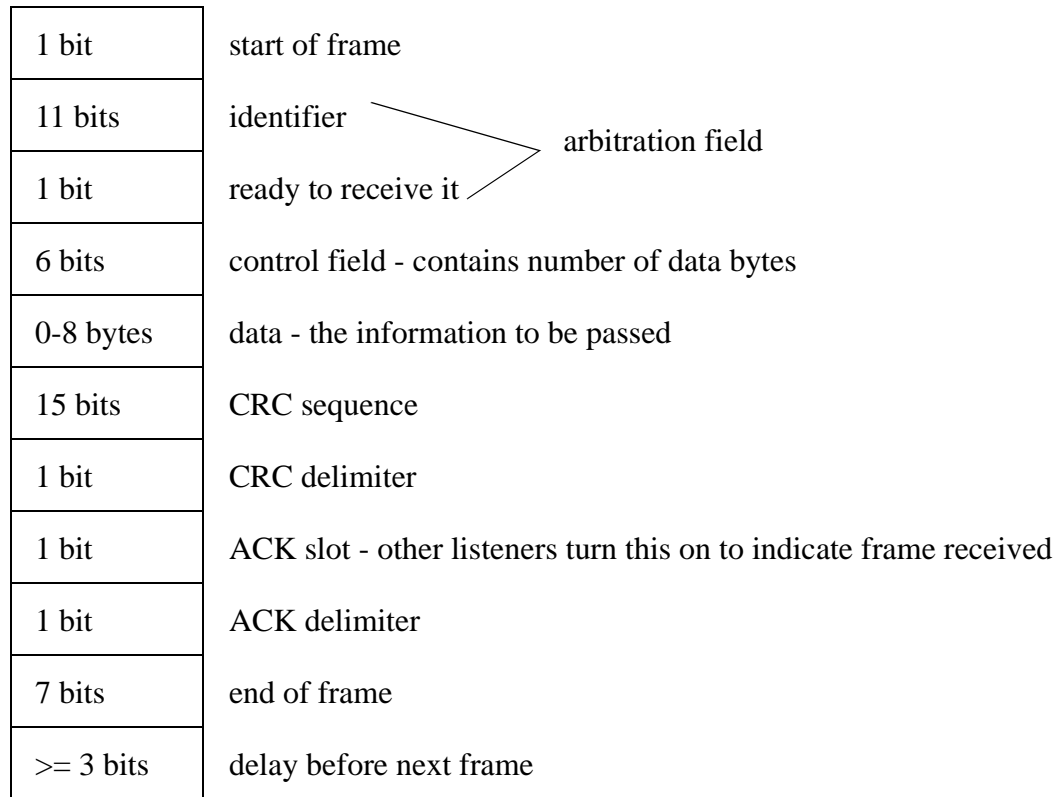 1 bit start of frame
11 bits identifier
arbitration field
1 bit ready to receive it
6 bits control field - contains number of data bytes
0-8 bytes data - the information to be passed
15 bits CRC sequence
1 bit CRC delimiter
1 bit ACK slot - other listeners turn this on to indicate frame received
1 bit ACK delimiter
7 bits end of frame
>= 3 bits delay before next frame